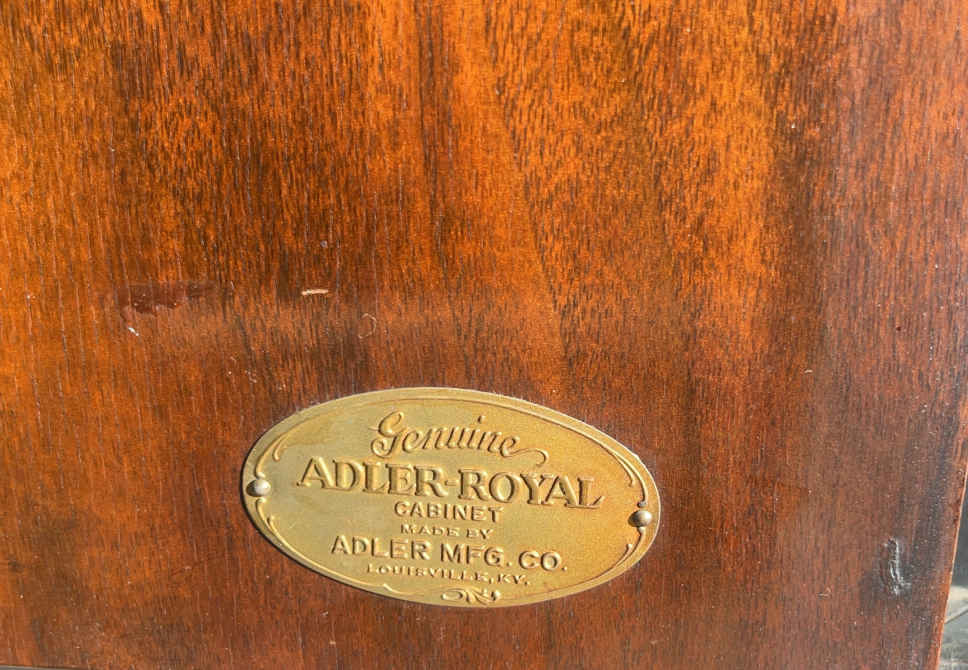 Genuine
ADLER-ROYAL
CABINET
MADE BY
ADLER MFG. CO.
LOUISVILLE, KY.